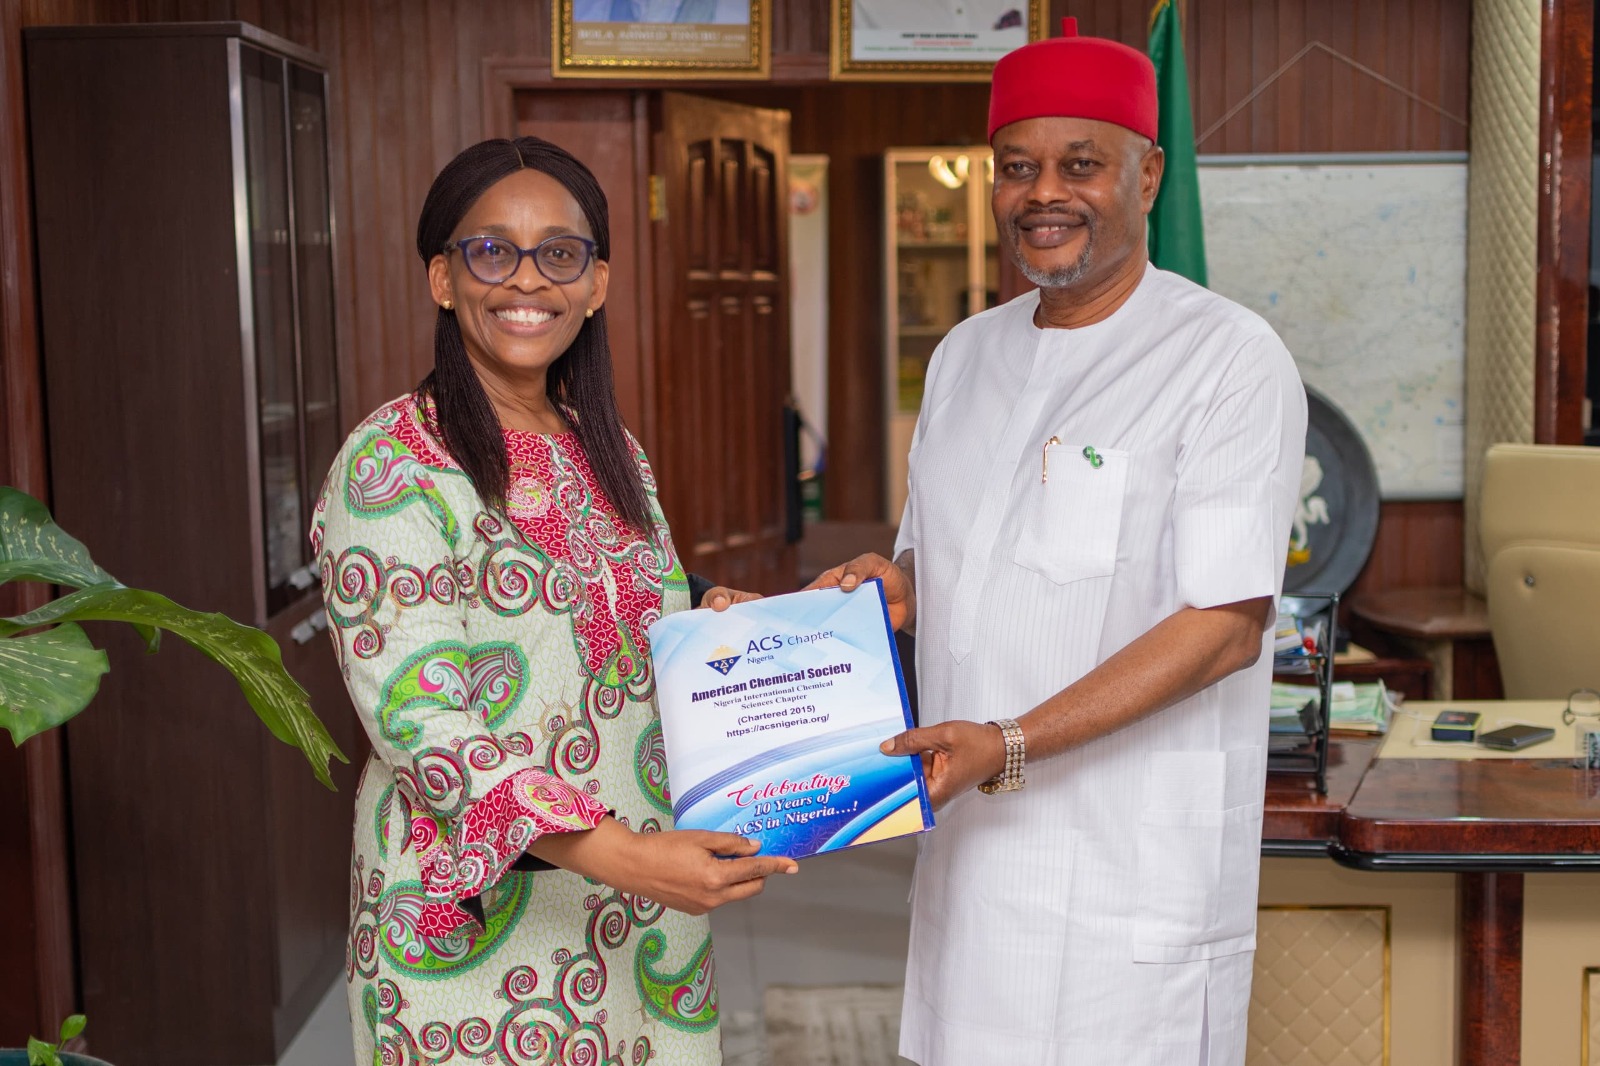 BOLA AHMED TINUBU
ACS Chapter
Nigeria
A C S
American Chemical Society
Nigeria International Chemical
Sciences Chapter
(Chartered 2015)
https://acsnigeria.org/
Celebrating
10 Years of
ACS in Nigeria...!